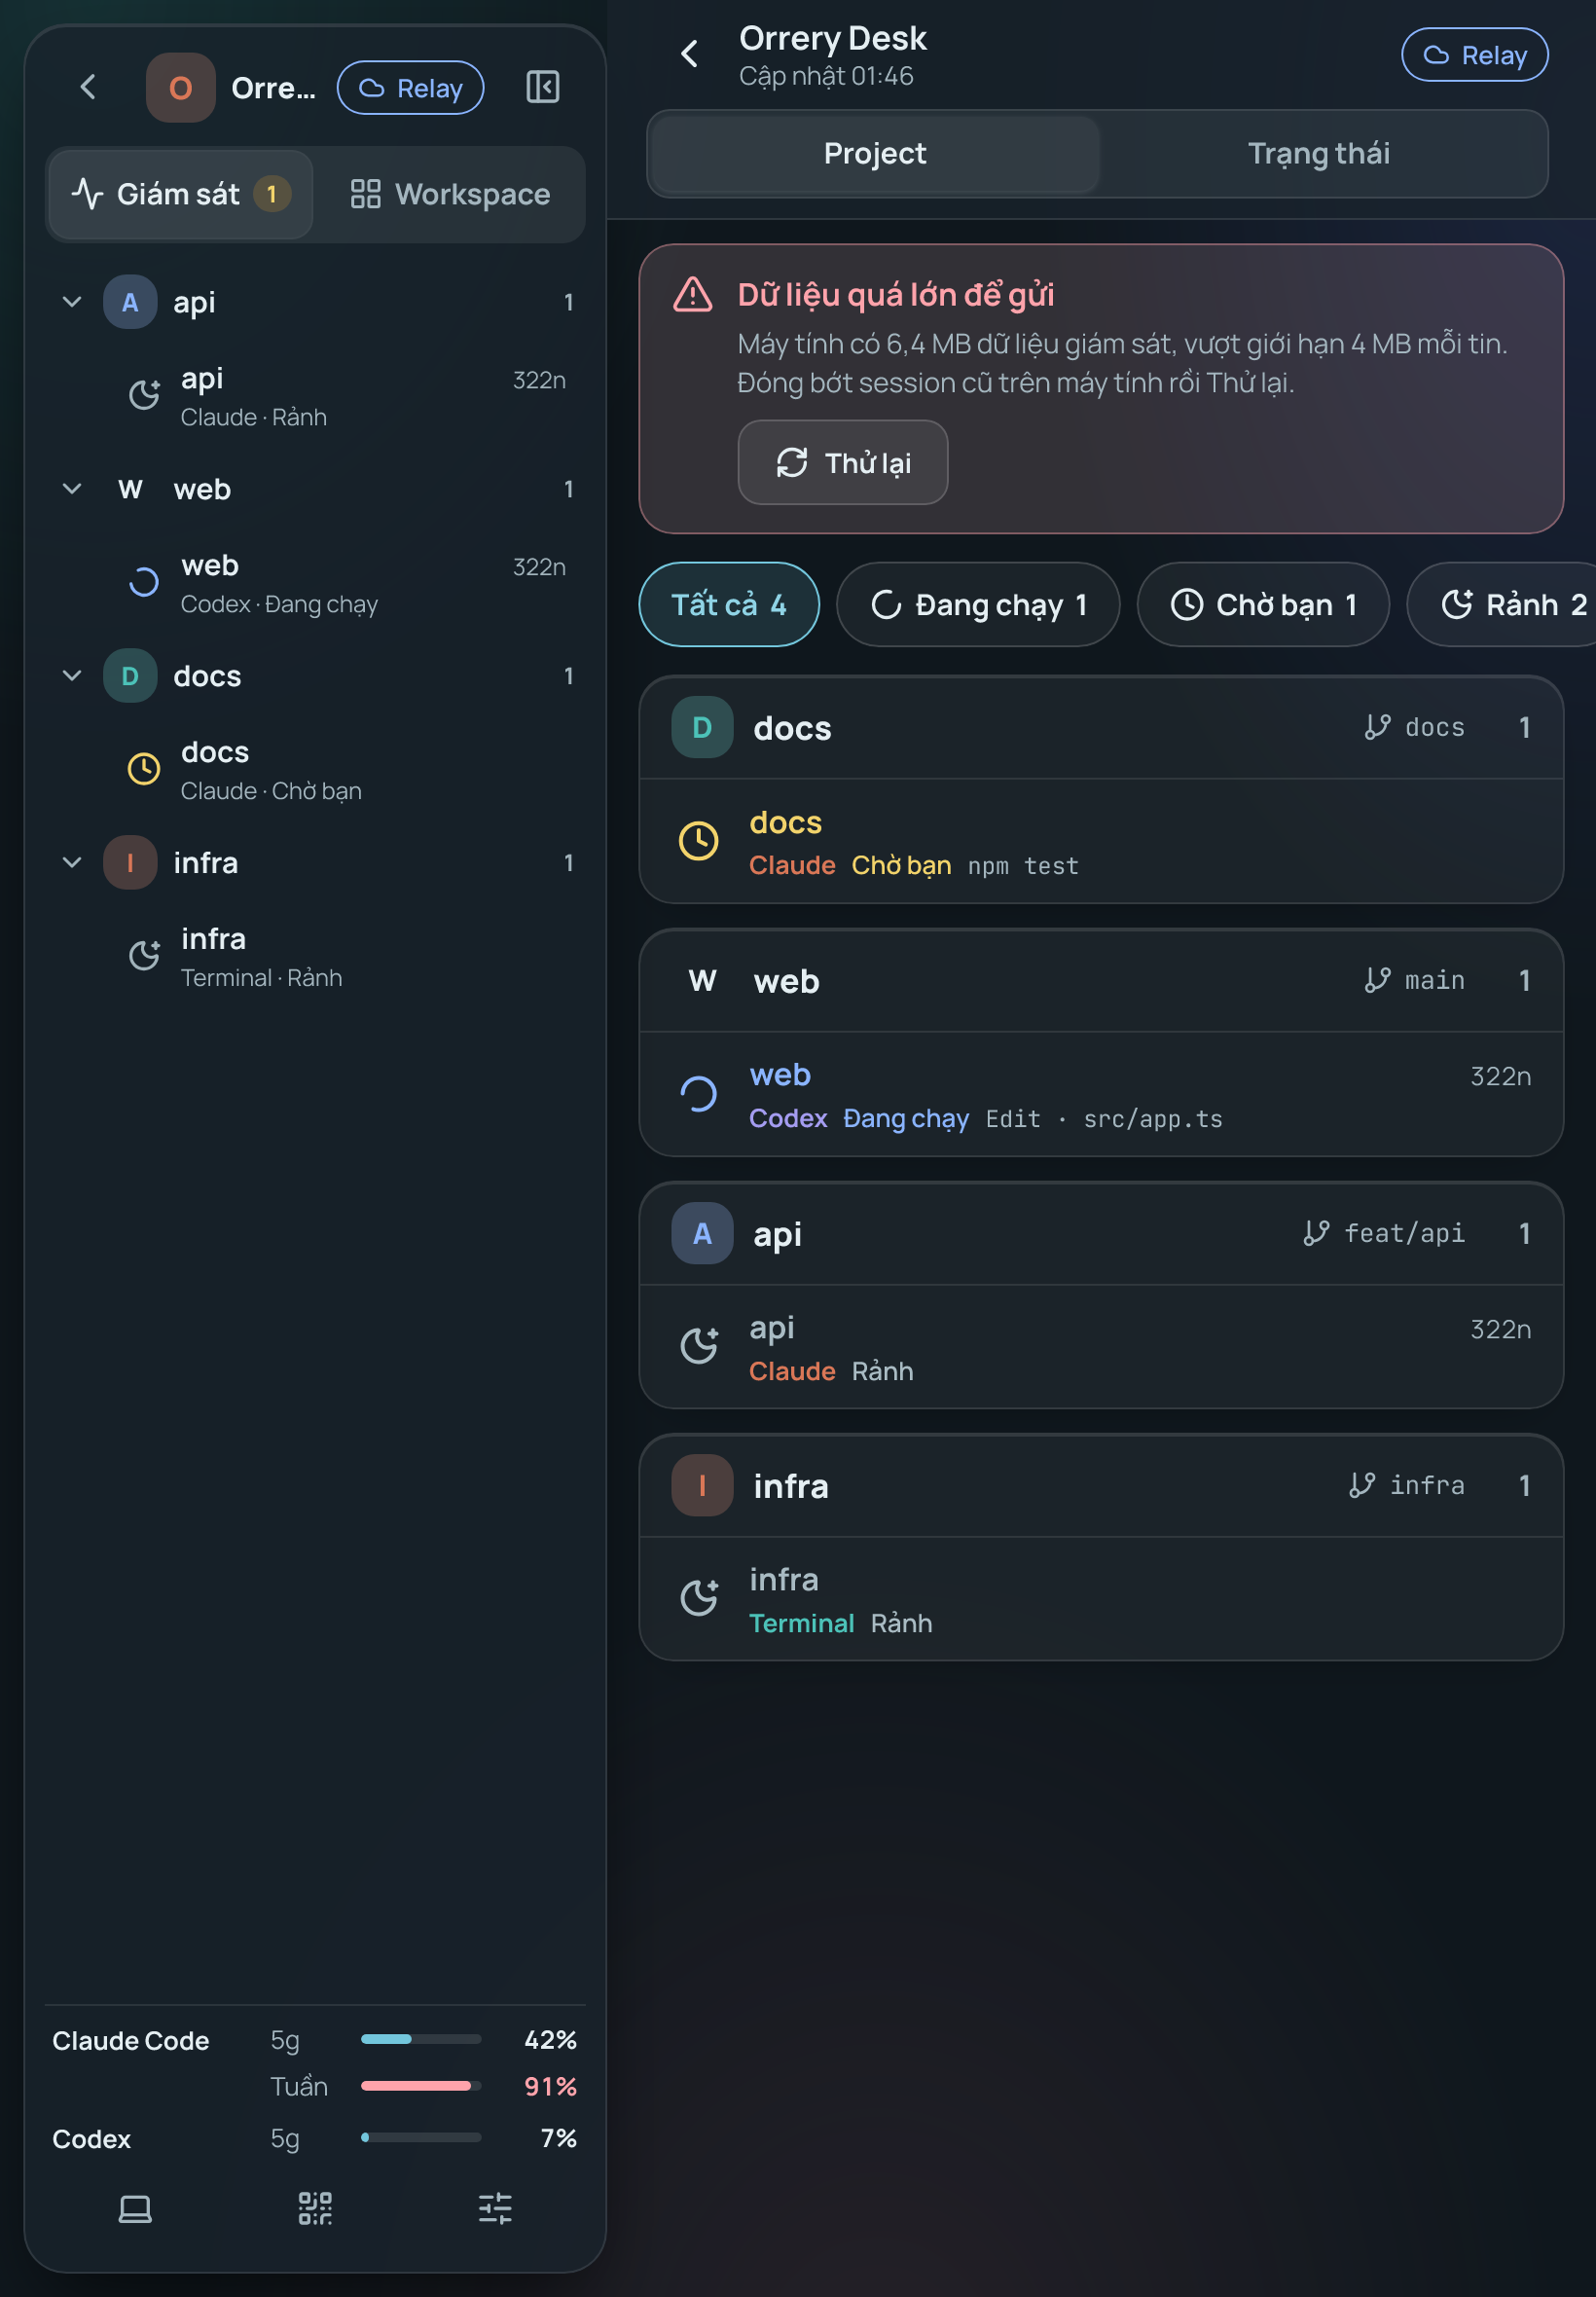 O Orre... Relay
Giám sát 1 Workspace
A api 1
api 322n
Claude · Rảnh
W web 1
web 322n
Codex · Đang chạy
D docs 1
docs
Claude · Chờ bạn
I infra 1
infra
Terminal · Rảnh
Claude Code 5g 42%
Tuần 91%
Codex 5g 7%
Orrery Desk
Cập nhật 01:46
Relay
Project Trạng thái
Dữ liệu quá lớn để gửi
Máy tính có 6,4 MB dữ liệu giám sát, vượt giới hạn 4 MB mỗi tin.
Đóng bớt session cũ trên máy tính rồi Thử lại.
Thử lại
Tất cả 4 Đang chạy 1 Chờ bạn 1 Rảnh 2
D docs docs 1
docs
Claude Chờ bạn npm test
W web main 1
web 322n
Codex Đang chạy Edit · src/app.ts
A api feat/api 1
api 322n
Claude Rảnh
I infra infra 1
infra
Terminal Rảnh